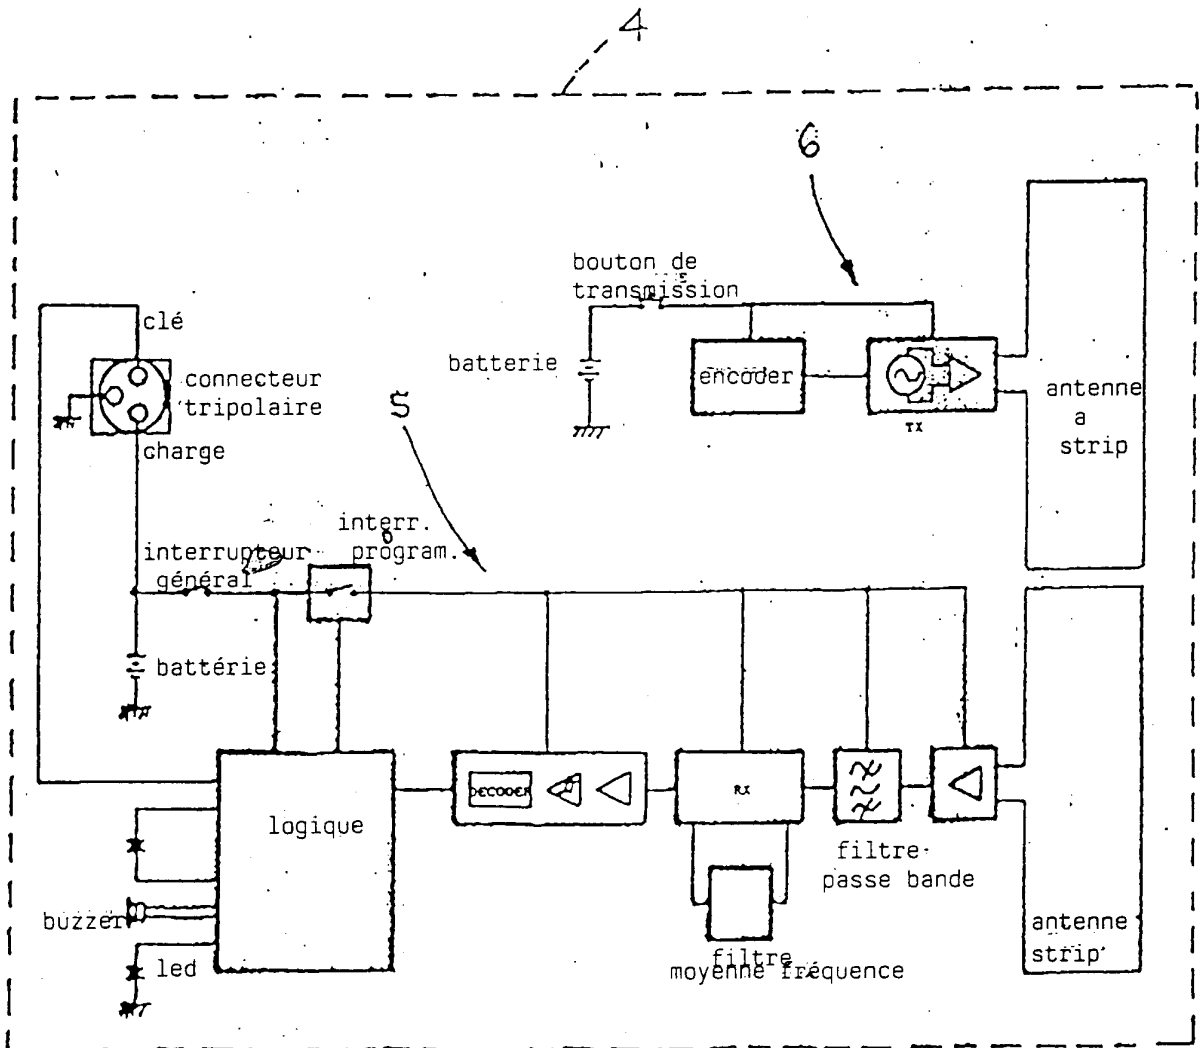 4
6
bouton de
transmission
clé
batterie
encoder
connecteur
tripolaire
antenne
a
strip
5
TX
charge
interr.
program.
interrupteur
général
battérie
DECODER
RX
logique
filtre
passe bande
buzzer
antenne
strip
led
filtre
moyenne fréquence